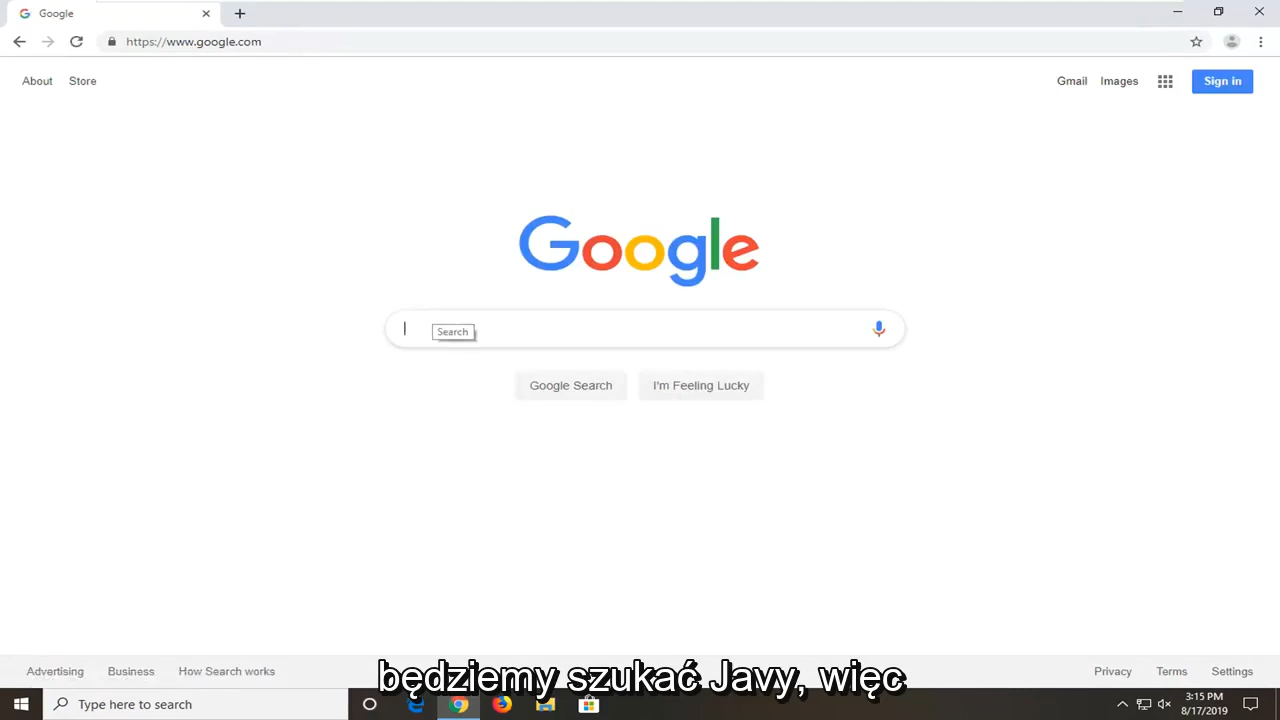 Google
https://www.google.com
About Store
Gmail Images Sign in
Google
Search
Google Search I'm Feeling Lucky
Advertising Business How Search works
Privacy Terms Settings
będziemy szukać Javy, więc
Type here to search
3:15 PM
8/17/2019